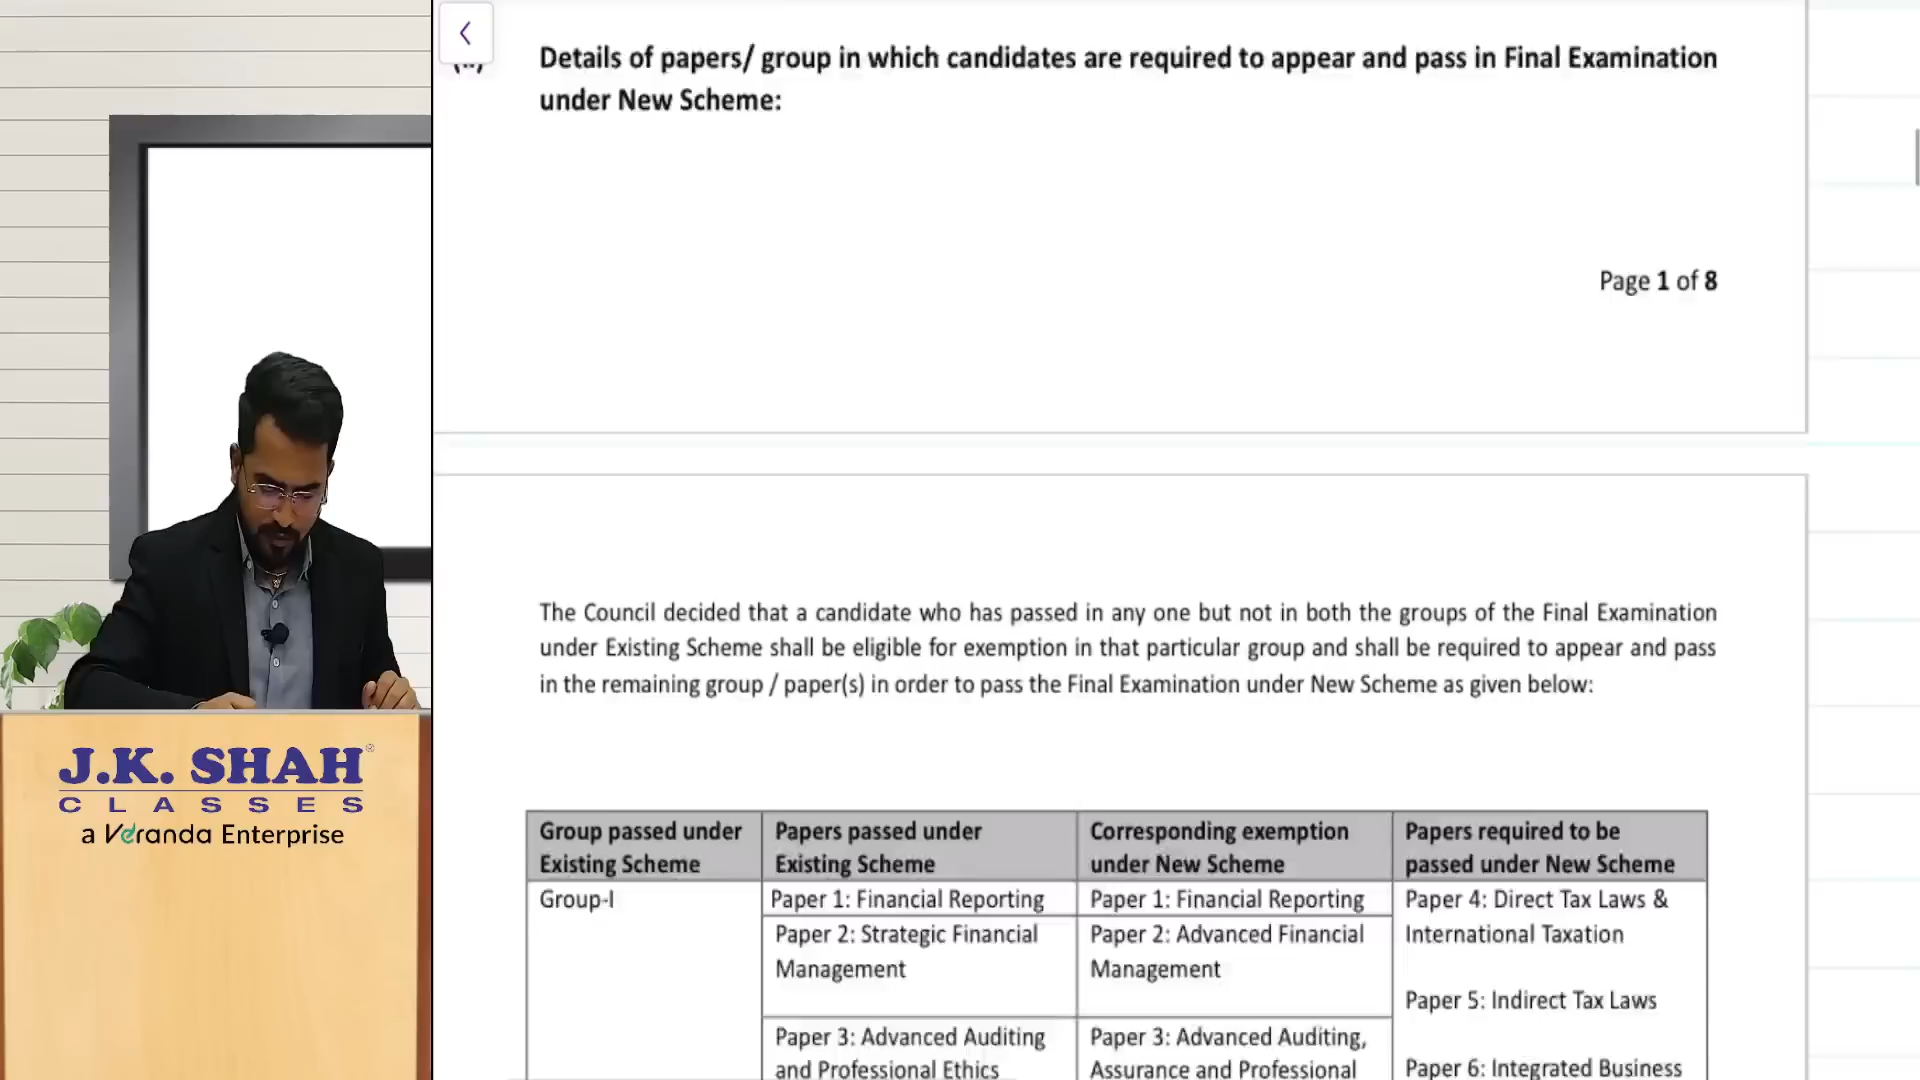 Details of papers/ group in which candidates are required to appear and pass in Final Examination
under New Scheme:
Page 1 of 8
The Council decided that a candidate who has passed in any one but not in both the groups of the Final Examination
under Existing Scheme shall be eligible for exemption in that particular group and shall be required to appear and pass
in the remaining group / paper(s) in order to pass the Final Examination under New Scheme as given below:
Group passed under
Existing Scheme
Papers passed under
Existing Scheme
Corresponding exemption
under New Scheme
Papers required to be
passed under New Scheme
Group-I
Paper 1: Financial Reporting
Paper 1: Financial Reporting
Paper 4: Direct Tax Laws &
International Taxation
Paper 2: Strategic Financial
Management
Paper 2: Advanced Financial
Management
Paper 5: Indirect Tax Laws
Paper 3: Advanced Auditing
and Professional Ethics
Paper 3: Advanced Auditing,
Assurance and Professional
Paper 6: Integrated Business
J.K. SHAH®
CLASSES
a Veranda Enterprise